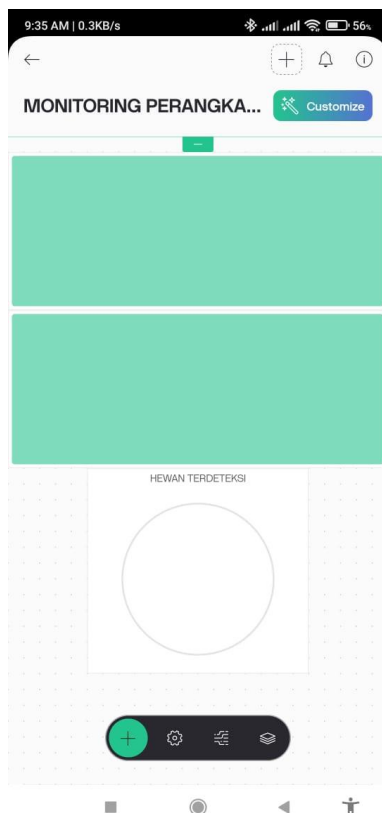 9:35 AM | 0.3KB/s 56%
MONITORING PERANGKA... Customize
HEWAN TERDETEKSI